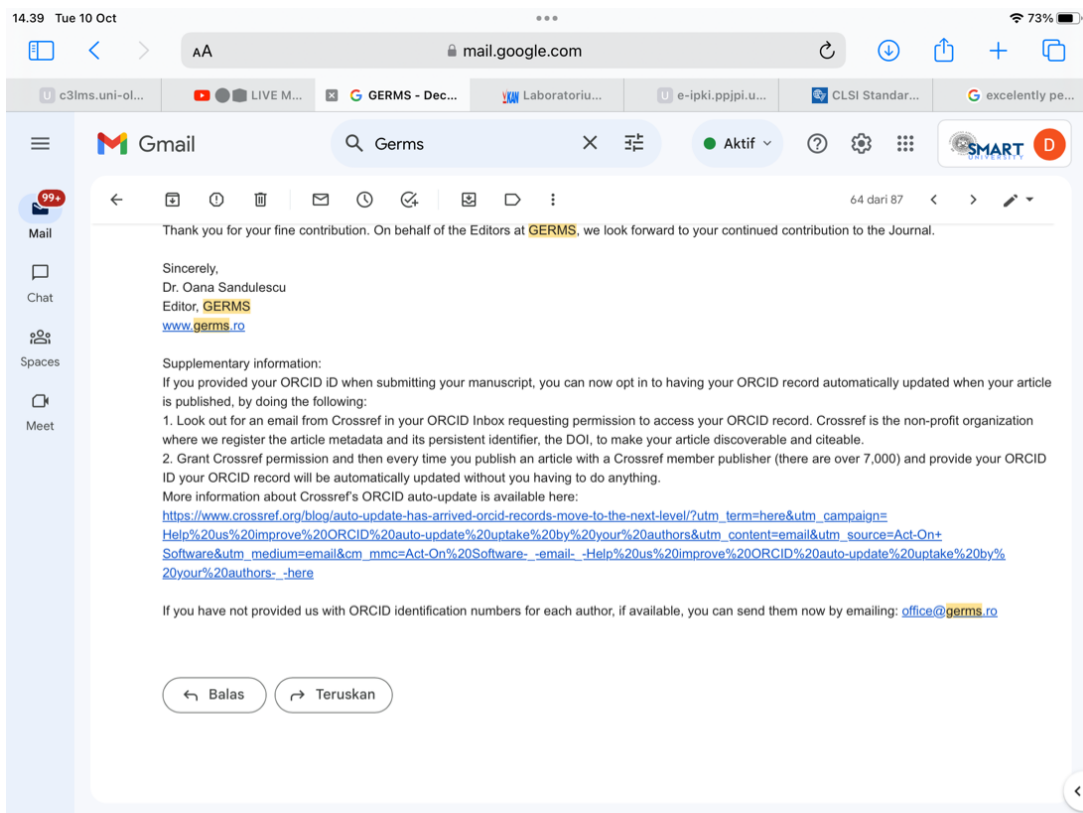 14.39 Tue 10 Oct
73%
AA
mail.google.com
c3lms.uni-ol...
LIVE M...
GERMS - Dec...
Laboratoriu...
e-ipki.ppjpi.u...
CLSI Standar...
excelently pe...
Gmail
Germs
Aktif
SMART
UNIVERSITY
D
99+
Mail
Chat
Spaces
Meet
64 dari 87
Thank you for your fine contribution. On behalf of the Editors at GERMS, we look forward to your continued contribution to the Journal.
Sincerely,
Dr. Oana Sandulescu
Editor, GERMS
www.germs.ro
Supplementary information:
If you provided your ORCID iD when submitting your manuscript, you can now opt in to having your ORCID record automatically updated when your article
is published, by doing the following:
1. Look out for an email from Crossref in your ORCID Inbox requesting permission to access your ORCID record. Crossref is the non-profit organization
where we register the article metadata and its persistent identifier, the DOI, to make your article discoverable and citeable.
2. Grant Crossref permission and then every time you publish an article with a Crossref member publisher (there are over 7,000) and provide your ORCID
ID your ORCID record will be automatically updated without you having to do anything.
More information about Crossref's ORCID auto-update is available here:
https://www.crossref.org/blog/auto-update-has-arrived-orcid-records-move-to-the-next-level/?utm_term=here&utm_campaign=
Help%20us%20improve%20ORCID%20auto-update%20uptake%20by%20your%20authors&utm_content=email&utm_source=Act-On+
Software&utm_medium=email&cm_mmc=Act-On%20Software-_-email-_-Help%20us%20improve%20ORCID%20auto-update%20uptake%20by%
20your%20authors-_-here
If you have not provided us with ORCID identification numbers for each author, if available, you can send them now by emailing: office@germs.ro
Balas
Teruskan